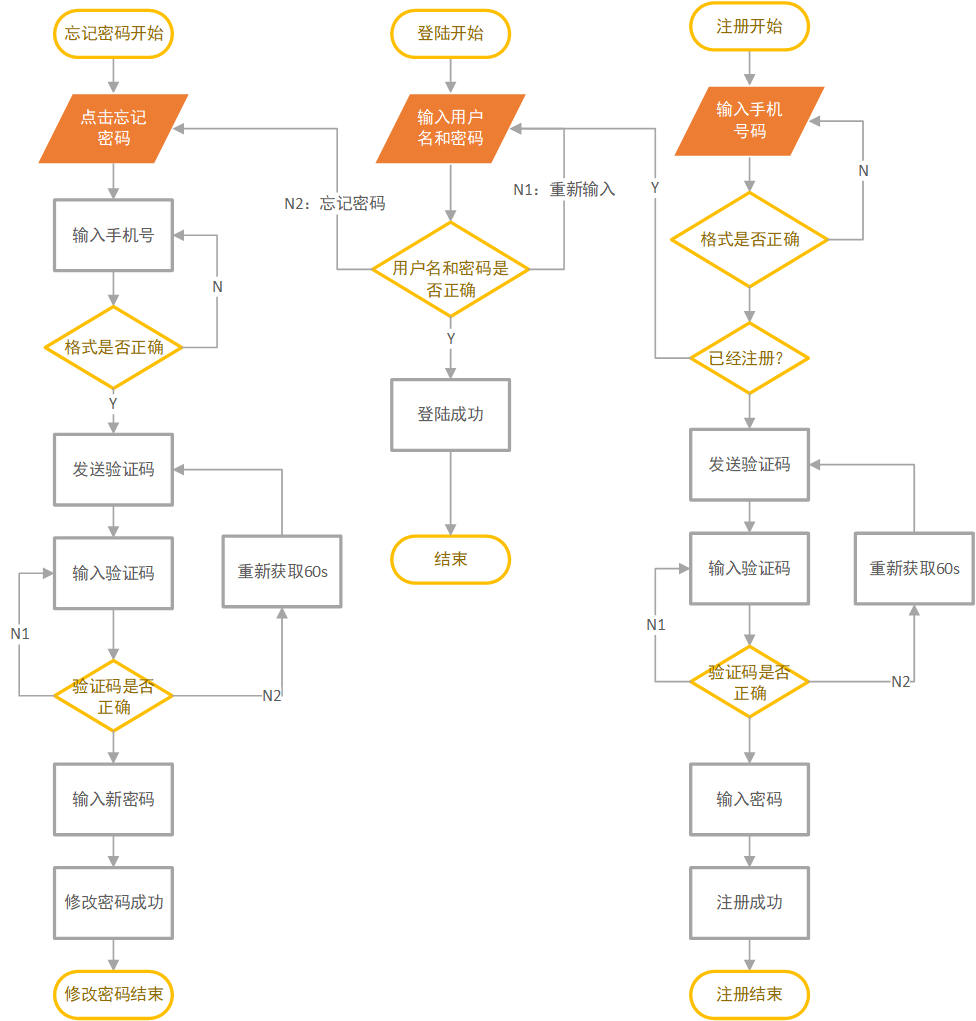 忘记密码开始
点击忘记
密码
输入手机号
N
格式是否正确
Y
发送验证码
输入验证码
重新获取60s
N1
验证码是否
正确
N2
输入新密码
修改密码成功
修改密码结束
登陆开始
输入用户
名和密码
N2：忘记密码
N1：重新输入
用户名和密码是
否正确
Y
登陆成功
结束
注册开始
输入手机
号码
N
Y
格式是否正确
已经注册？
发送验证码
输入验证码
重新获取60s
N1
验证码是否
正确
N2
输入密码
注册成功
注册结束